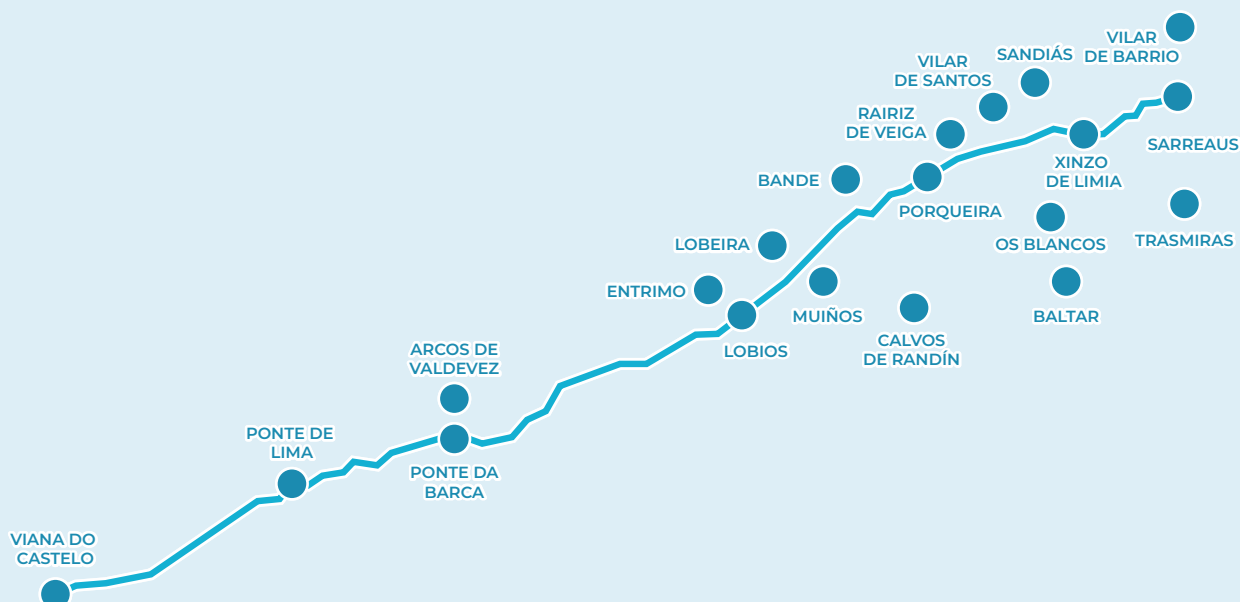 VILAR
DE BARRIO
SANDIÁS
VILAR
DE SANTOS
RAIRIZ
DE VEIGA
SARREAUS
XINZO
DE LIMIA
BANDE
PORQUEIRA
TRASMIRAS
LOBEIRA
OS BLANCOS
ENTRIMO
MUIÑOS
BALTAR
CALVOS
DE RANDÍN
LOBIOS
ARCOS DE
VALDEVEZ
PONTE DE
LIMA
PONTE DA
BARCA
VIANA DO
CASTELO